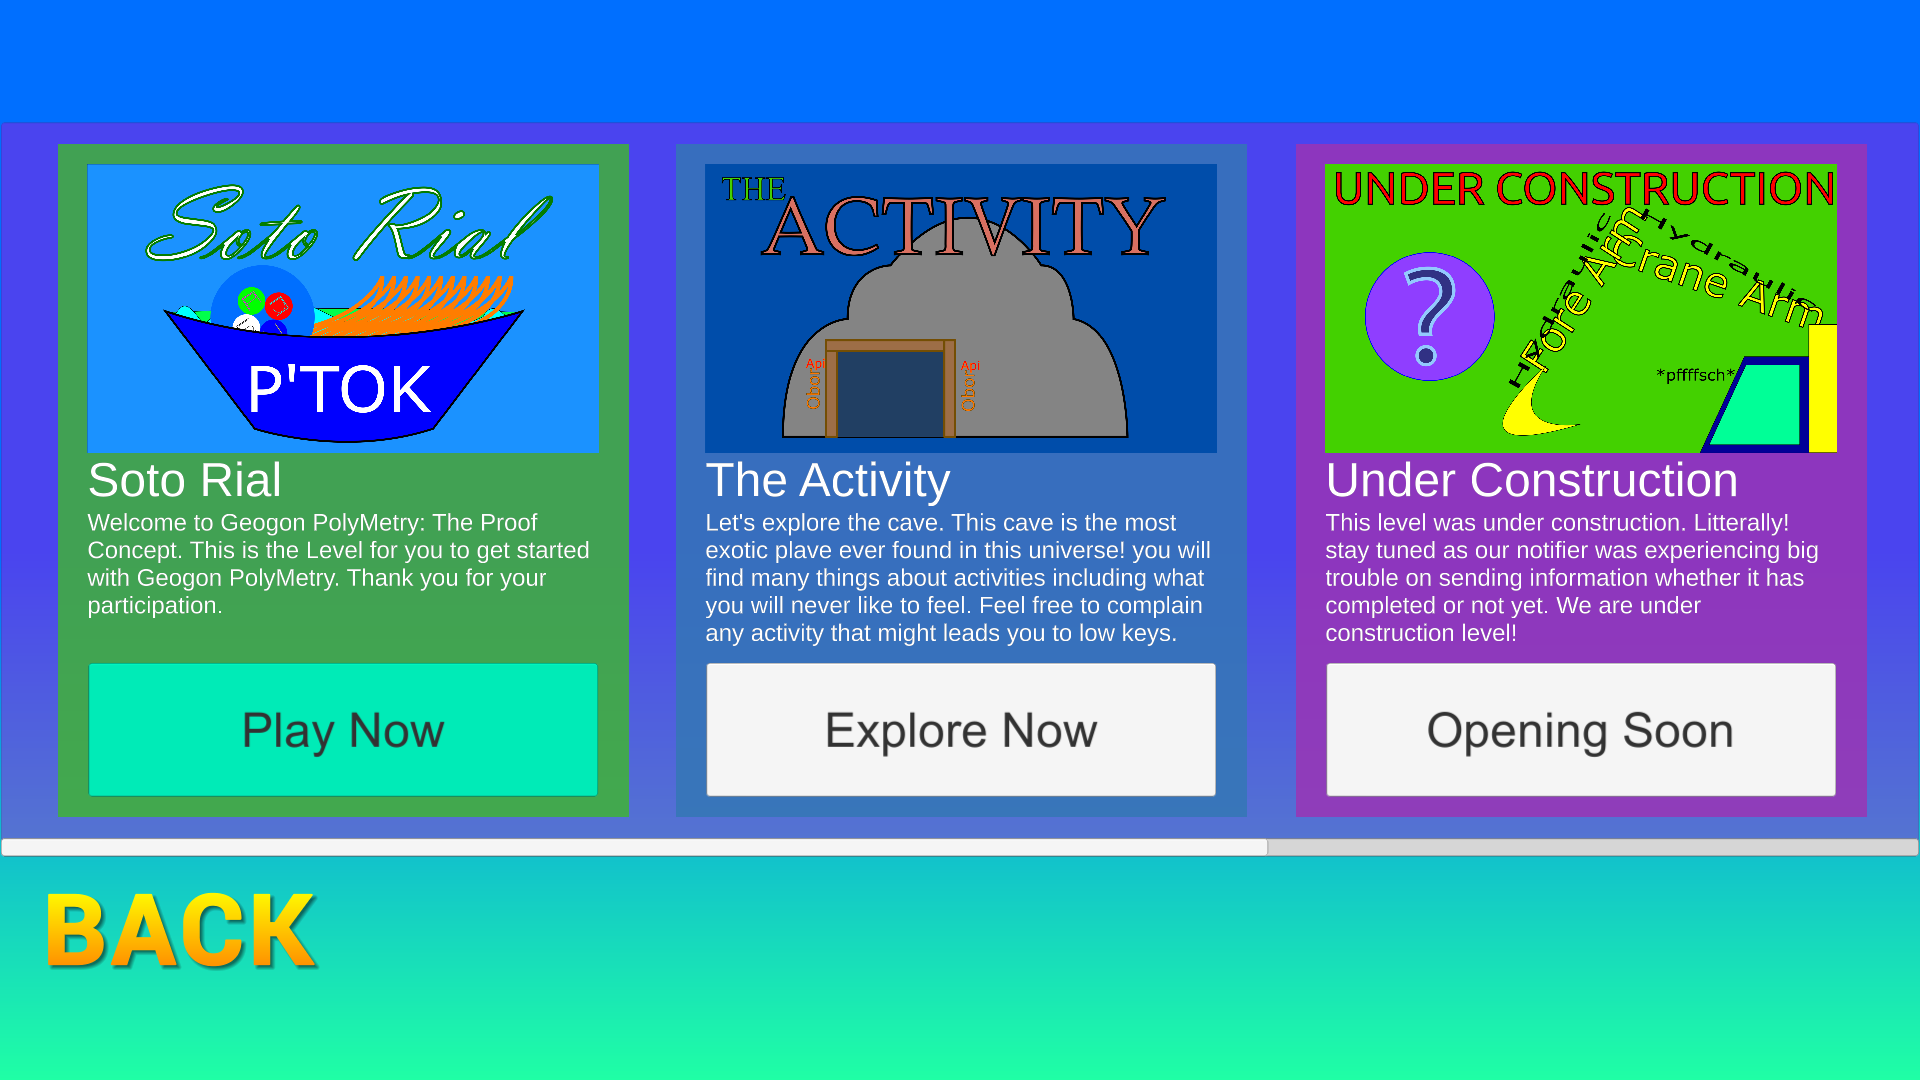 Soto Rial
P'TOK
Soto Rial
Welcome to Geogon PolyMetry: The Proof
Concept. This is the Level for you to get started
with Geogon PolyMetry. Thank you for your
participation.
Play Now
THE
ACTIVITY
Api
Obor
Api
Obor
The Activity
Let's explore the cave. This cave is the most
exotic plave ever found in this universe! you will
find many things about activities including what
you will never like to feel. Feel free to complain
any activity that might leads you to low keys.
Explore Now
UNDER CONSTRUCTION
?
Hydraulic
Fore Arm
Hydraulic
Crane Arm
*pffffsch*
Under Construction
This level was under construction. Litterally!
stay tuned as our notifier was experiencing big
trouble on sending information whether it has
completed or not yet. We are under
construction level!
Opening Soon
BACK